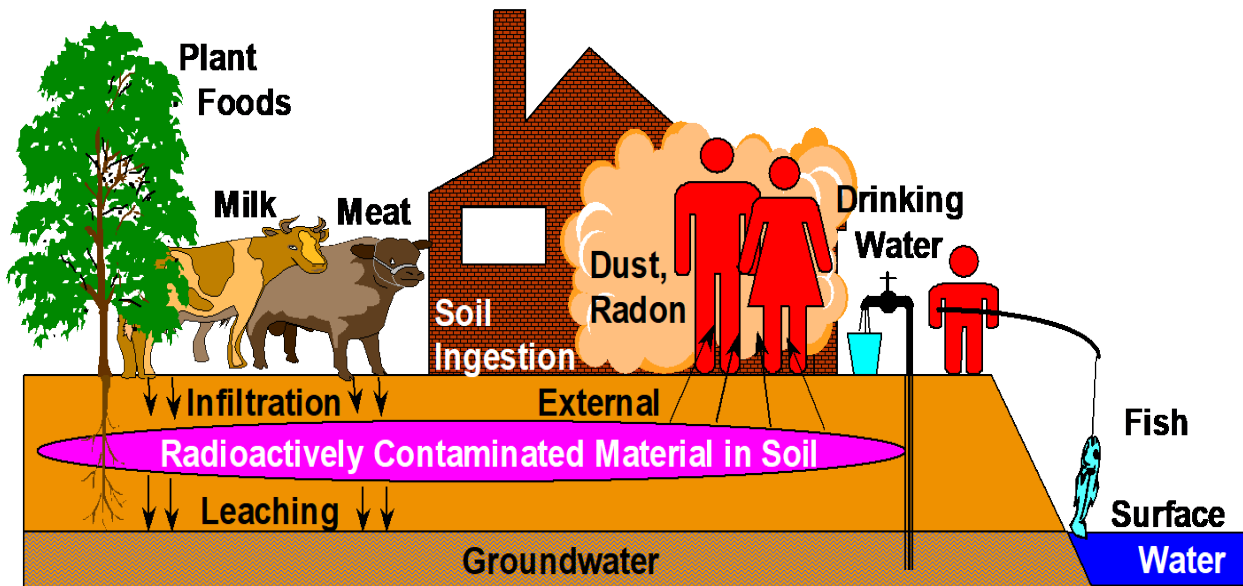 Plant
Foods
Milk
Meat
Drinking
Water
Dust,
Radon
Soil
Ingestion
Infiltration
External
Radioactively Contaminated Material in Soil
Fish
Leaching
Surface
Water
Groundwater